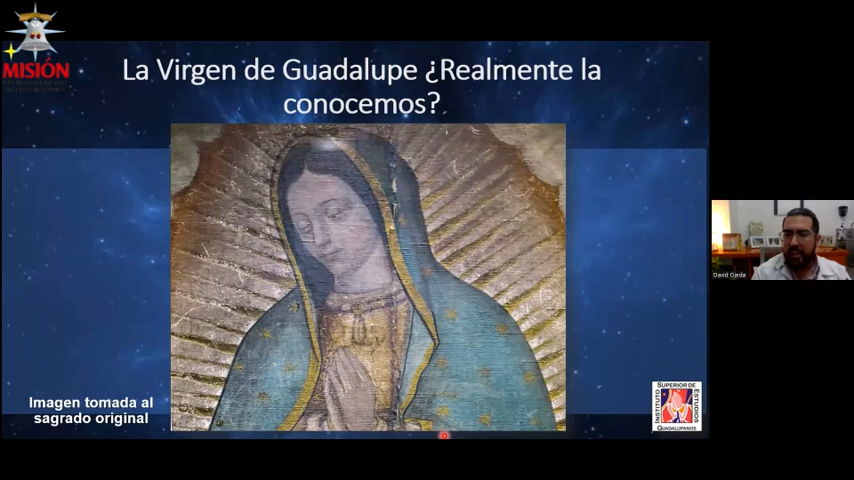 MISIÓN
La Virgen de Guadalupe ¿Realmente la
conocemos?
David Ojeda
Imagen tomada al
sagrado original
SUPERIOR DE
INSTITUTO
ESTUDIOS
GUADALUPANOS